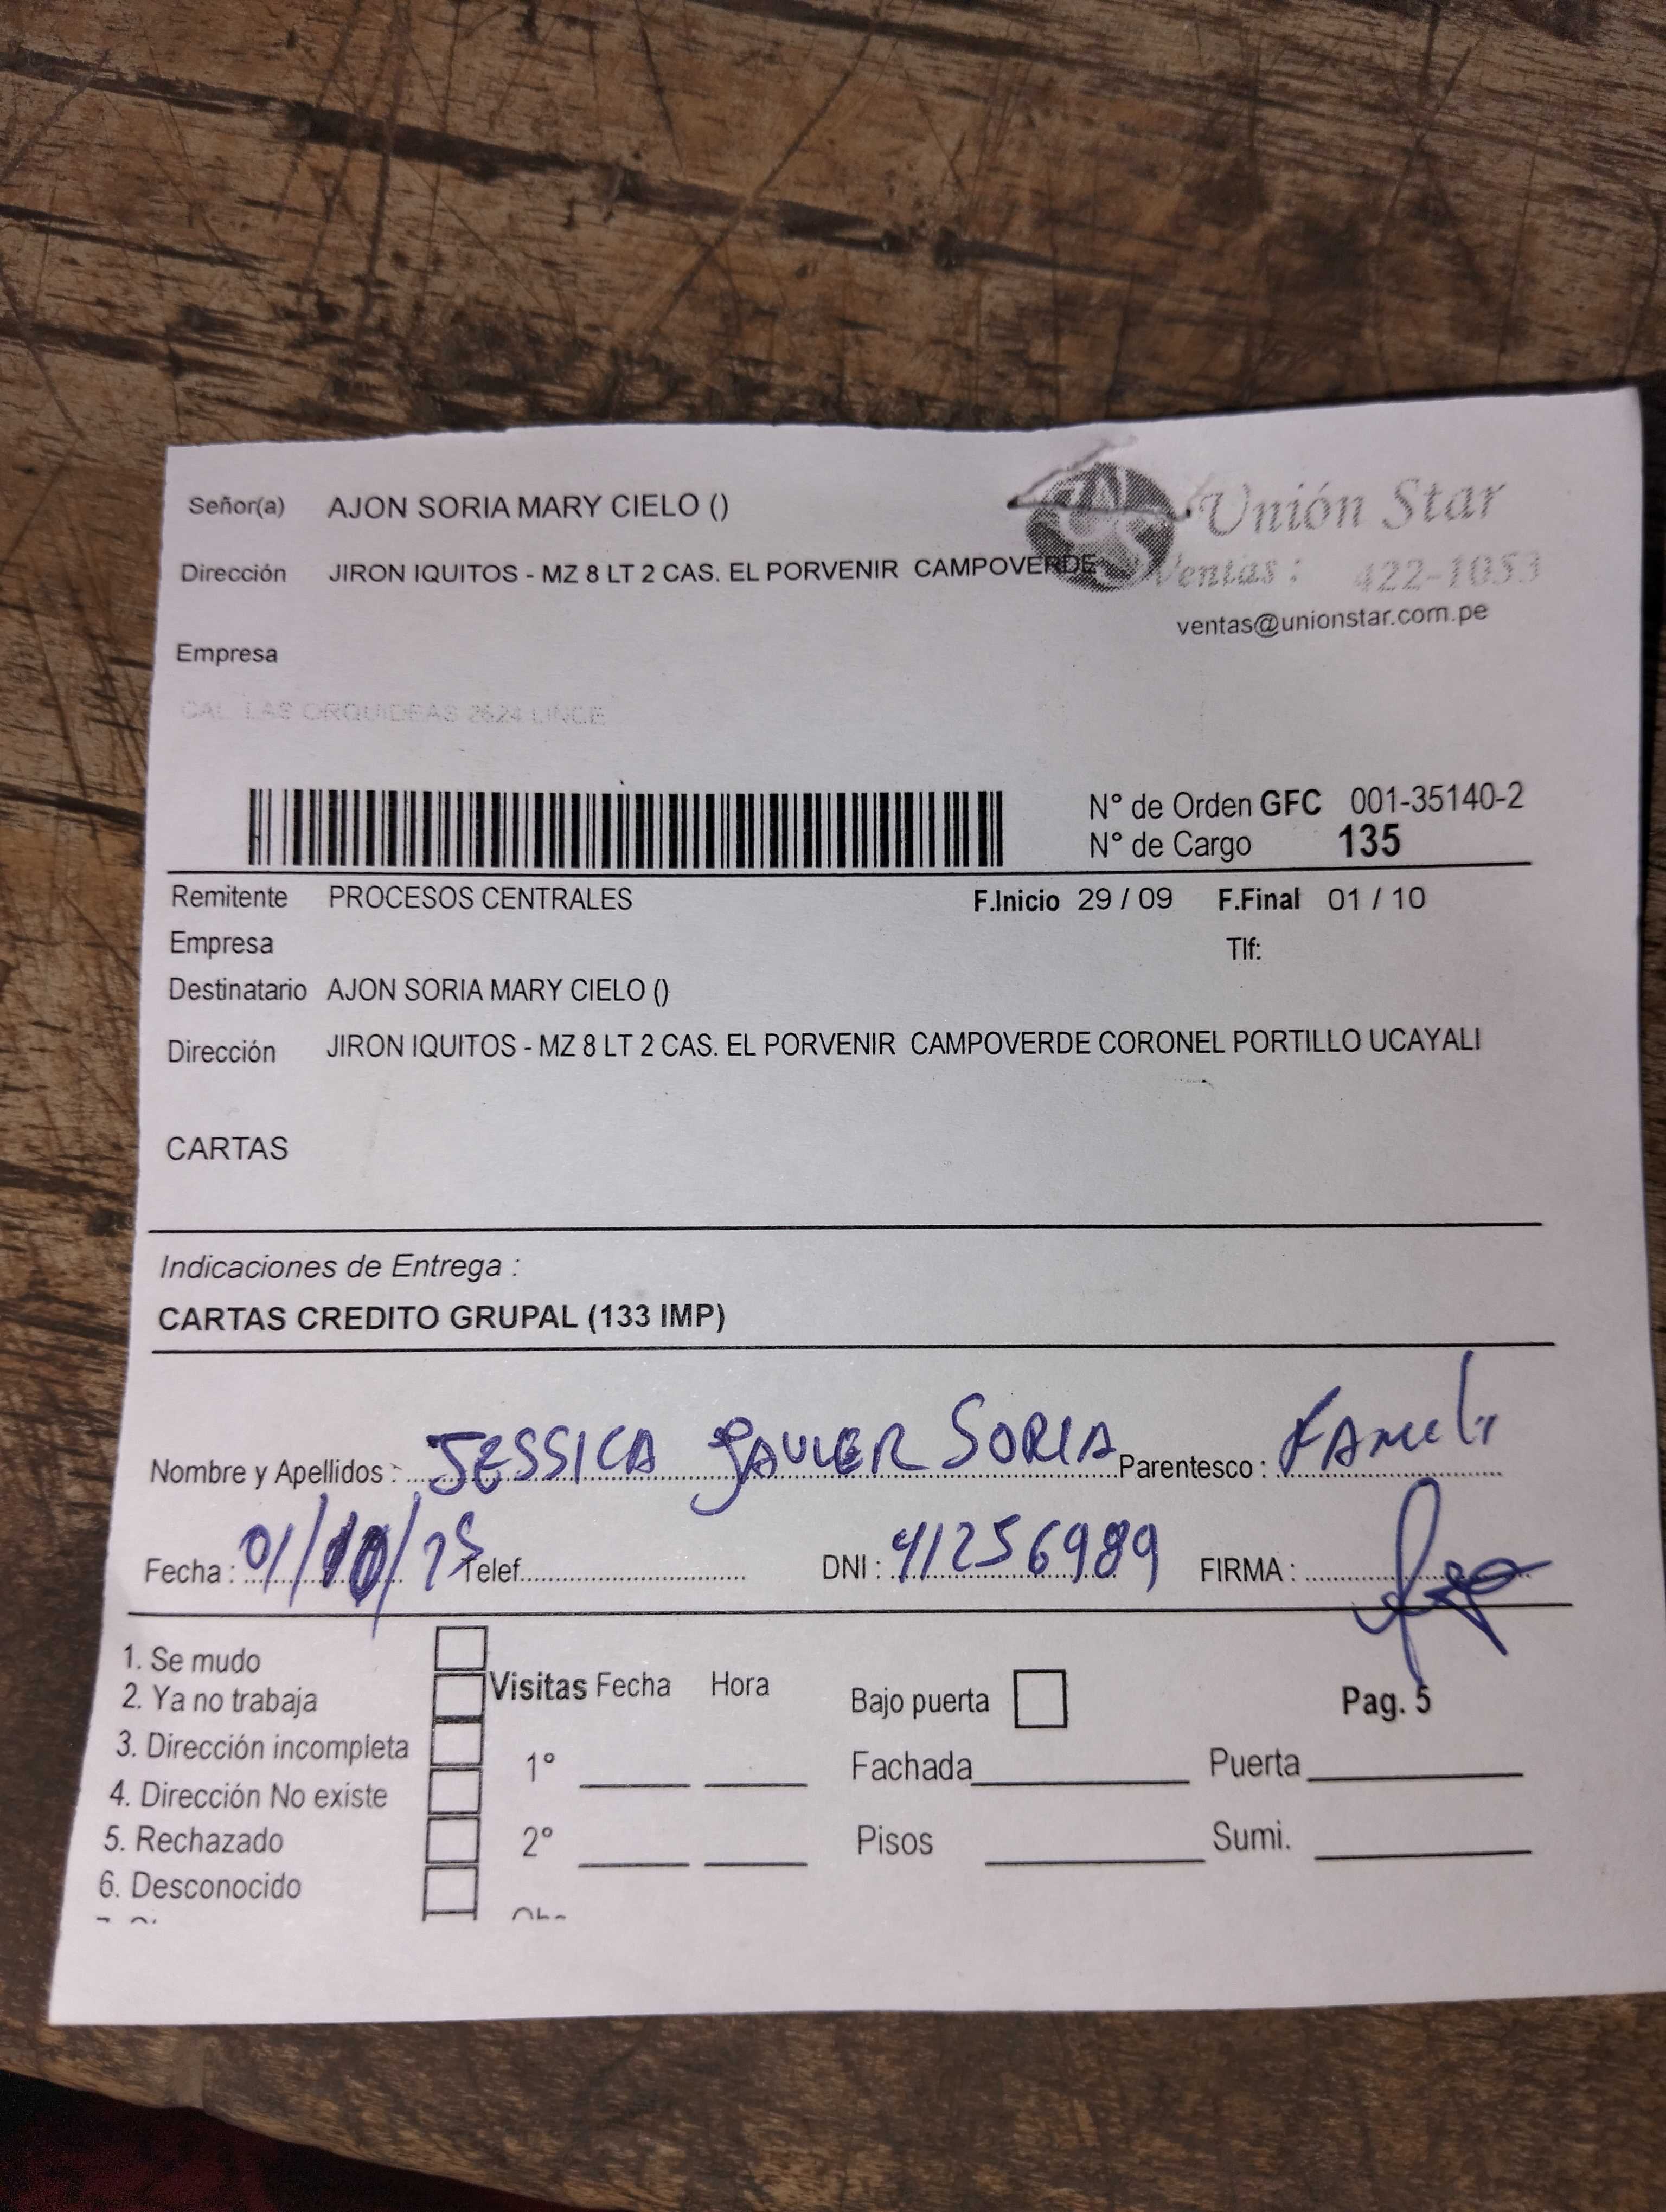 Señor(a) AJON SORIA MARY CIELO ()
Unión Star
Dirección JIRON IQUITOS - MZ 8 LT 2 CAS. EL PORVENIR CAMPOVERDE
Ventas : 422-1053
ventas@unionstar.com.pe
Empresa
CAL. LAS ORQUIDEAS 2624 LINCE
N° de Orden GFC 001-35140-2
N° de Cargo 135
Remitente PROCESOS CENTRALES F.Inicio 29 / 09 F.Final 01 / 10
Empresa Tlf:
Destinatario AJON SORIA MARY CIELO ()
Dirección JIRON IQUITOS - MZ 8 LT 2 CAS. EL PORVENIR CAMPOVERDE CORONEL PORTILLO UCAYALI
CARTAS
Indicaciones de Entrega :
CARTAS CREDITO GRUPAL (133 IMP)
Nombre y Apellidos : JESSICA JAVIER SORIA Parentesco :
Fecha : 01/10/25 Telef. DNI : 41256989 FIRMA :
1. Se mudo
2. Ya no trabaja
3. Dirección incompleta
4. Dirección No existe
5. Rechazado
6. Desconocido
Visitas Fecha Hora
1°
2°
Bajo puerta Pag. 5
Fachada Puerta
Pisos Sumi.